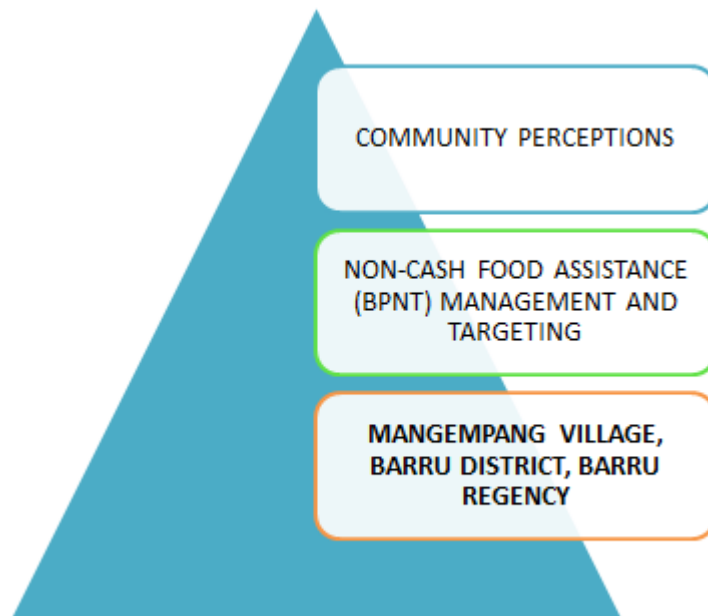 COMMUNITY PERCEPTIONS
NON-CASH FOOD ASSISTANCE
(BPNT) MANAGEMENT AND
TARGETING
MANGEMPANG VILLAGE,
BARRU DISTRICT, BARRU
REGENCY